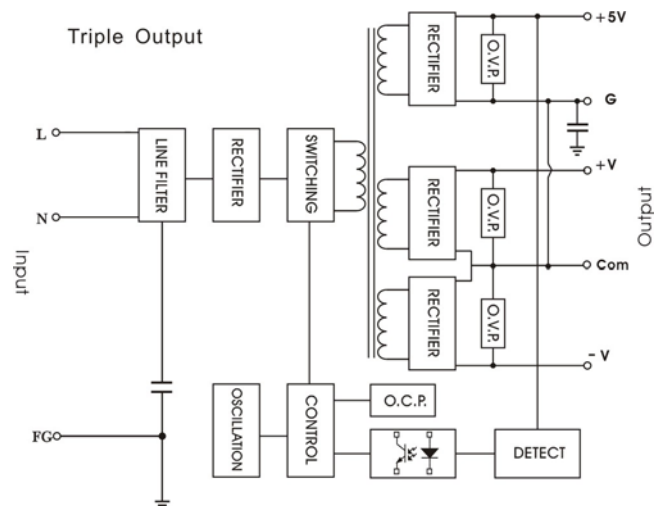 Triple Output
L
N
FG
Input
LINE FILTER
RECTIFIER
SWITCHING
OSCILLATION
CONTROL
O.C.P.
DETECT
RECTIFIER
RECTIFIER
RECTIFIER
O.V.P.
O.V.P.
O.V.P.
+5V
G
+V
Com
- V
Output